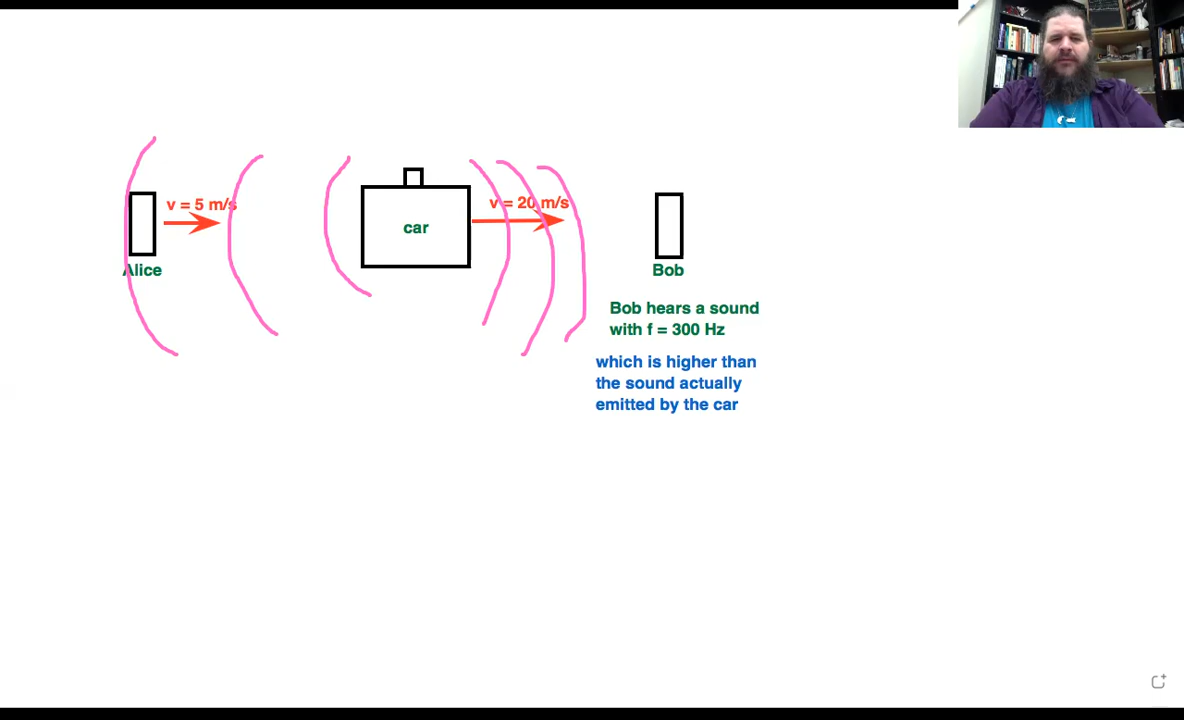 v = 5 m/s
v = 20 m/s
car
Alice
Bob
Bob hears a sound
with f = 300 Hz
which is higher than
the sound actually
emitted by the car